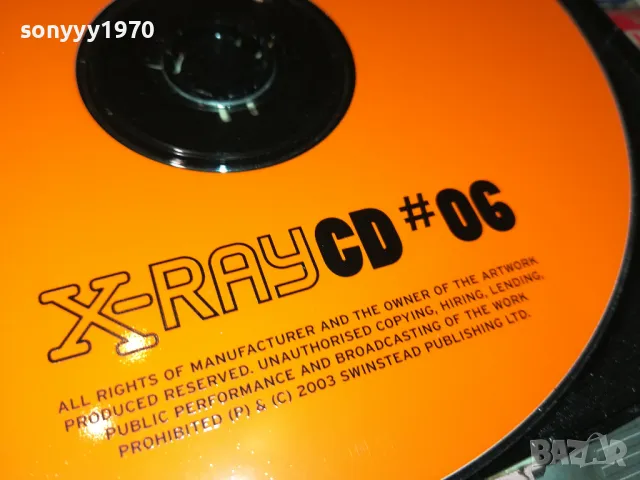 sonyyy1970
X-RAY CD #06
ALL RIGHTS OF MANUFACTURER AND THE OWNER OF THE ARTWORK
PRODUCED RESERVED. UNAUTHORISED COPYING, HIRING, LENDING,
PUBLIC PERFORMANCE AND BROADCASTING OF THE WORK
PROHIBITED (P) & (C) 2003 SWINSTEAD PUBLISHING LTD.
BAZAR